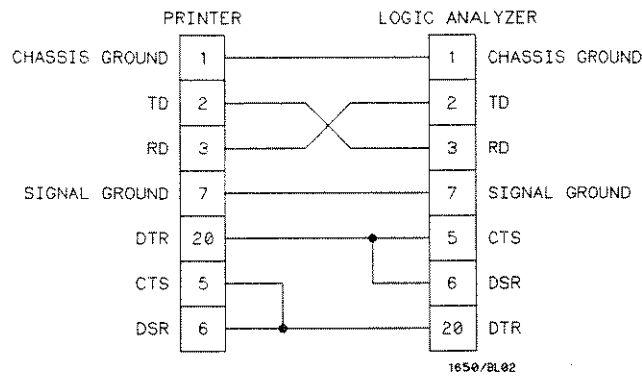 PRINTER LOGIC ANALYZER
CHASSIS GROUND 1 1 CHASSIS GROUND
TD 2 2 TD
RD 3 3 RD
SIGNAL GROUND 7 7 SIGNAL GROUND
DTR 20 5 CTS
CTS 5 6 DSR
DSR 6 20 DTR
1650/BL02